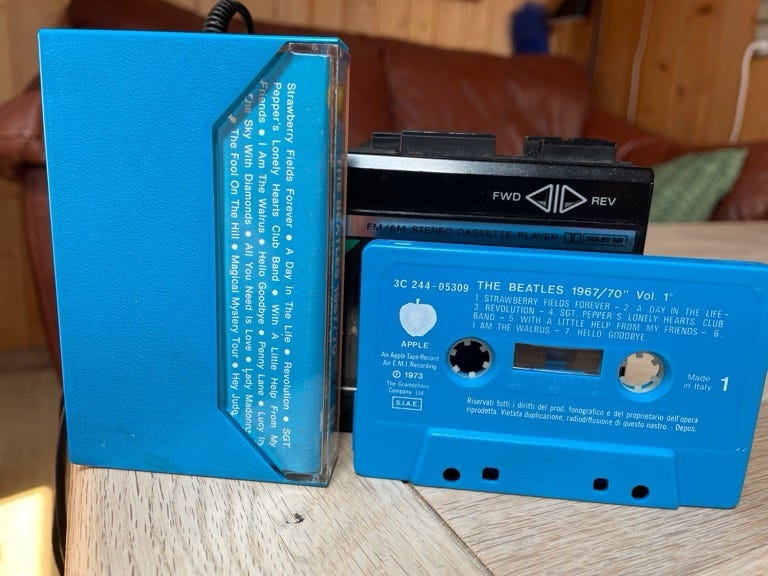 Strawberry Fields Forever ● A Day In The Life ● Revolution ● SGT.
Pepper's Lonely Hearts Club Band ● With A Little Help From My
Friends ● I Am The Walrus ● Hello Goodbye ● Penny Lane ● Lucy In
The Sky With Diamonds ● All You Need Is Love ● Lady Madonna
● The Fool On The Hill ● Magical Mystery Tour ● Hey Jude
FWD REV
FM/AM STEREO CASSETTE PLAYER DOLBY NR
3C 244-05309 THE BEATLES 1967/70" Vol. 1°
1. STRAWBERRY FIELDS FOREVER - 2. A DAY IN THE LIFE -
3. REVOLUTION - 4. SGT. PEPPER'S LONELY HEARTS CLUB
BAND - 5 WITH A LITTLE HELP FROM MY FRIENDS - 6.
I AM THE WALRUS - 7. HELLO GOODBYE
APPLE
An Apple Tape Record
An E.M.I. Recording
℗ 1973
The Gramophone
Company Ltd
S.I.A.E.
Made
in Italy
1
Riservati tutti i diritti del prod. fonografico e del proprietario dell'opera
riprodotta. Vietata duplicazione, radiodiffusione di questo nastro. - Depos.